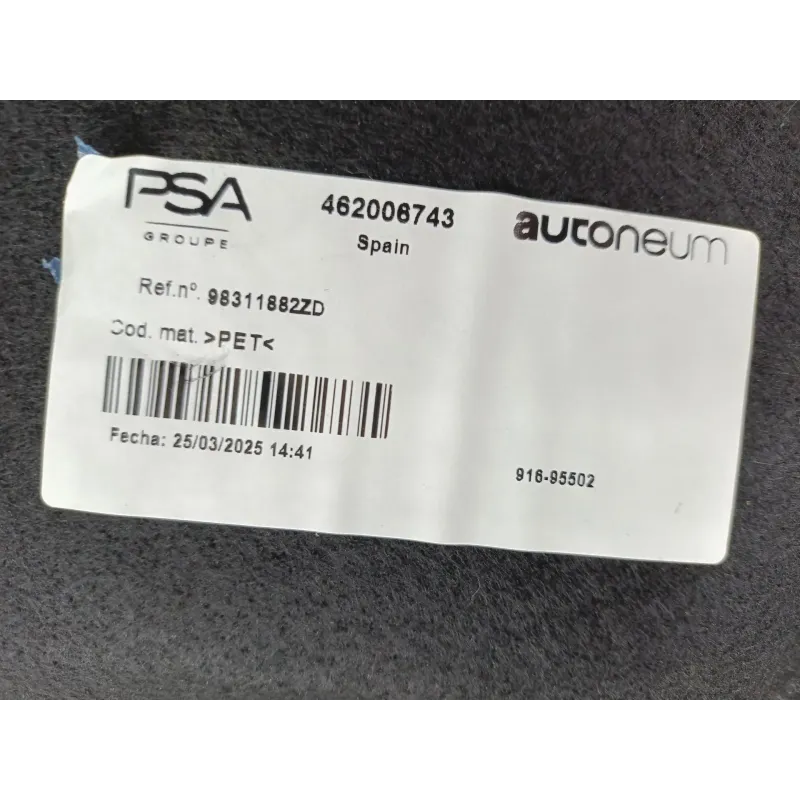 PSA
GROUPE
462006743
Spain
autoneum
Ref.nº. 98311882ZD
Cod. mat. >PET<
Fecha: 25/03/2025 14:41
916-95502